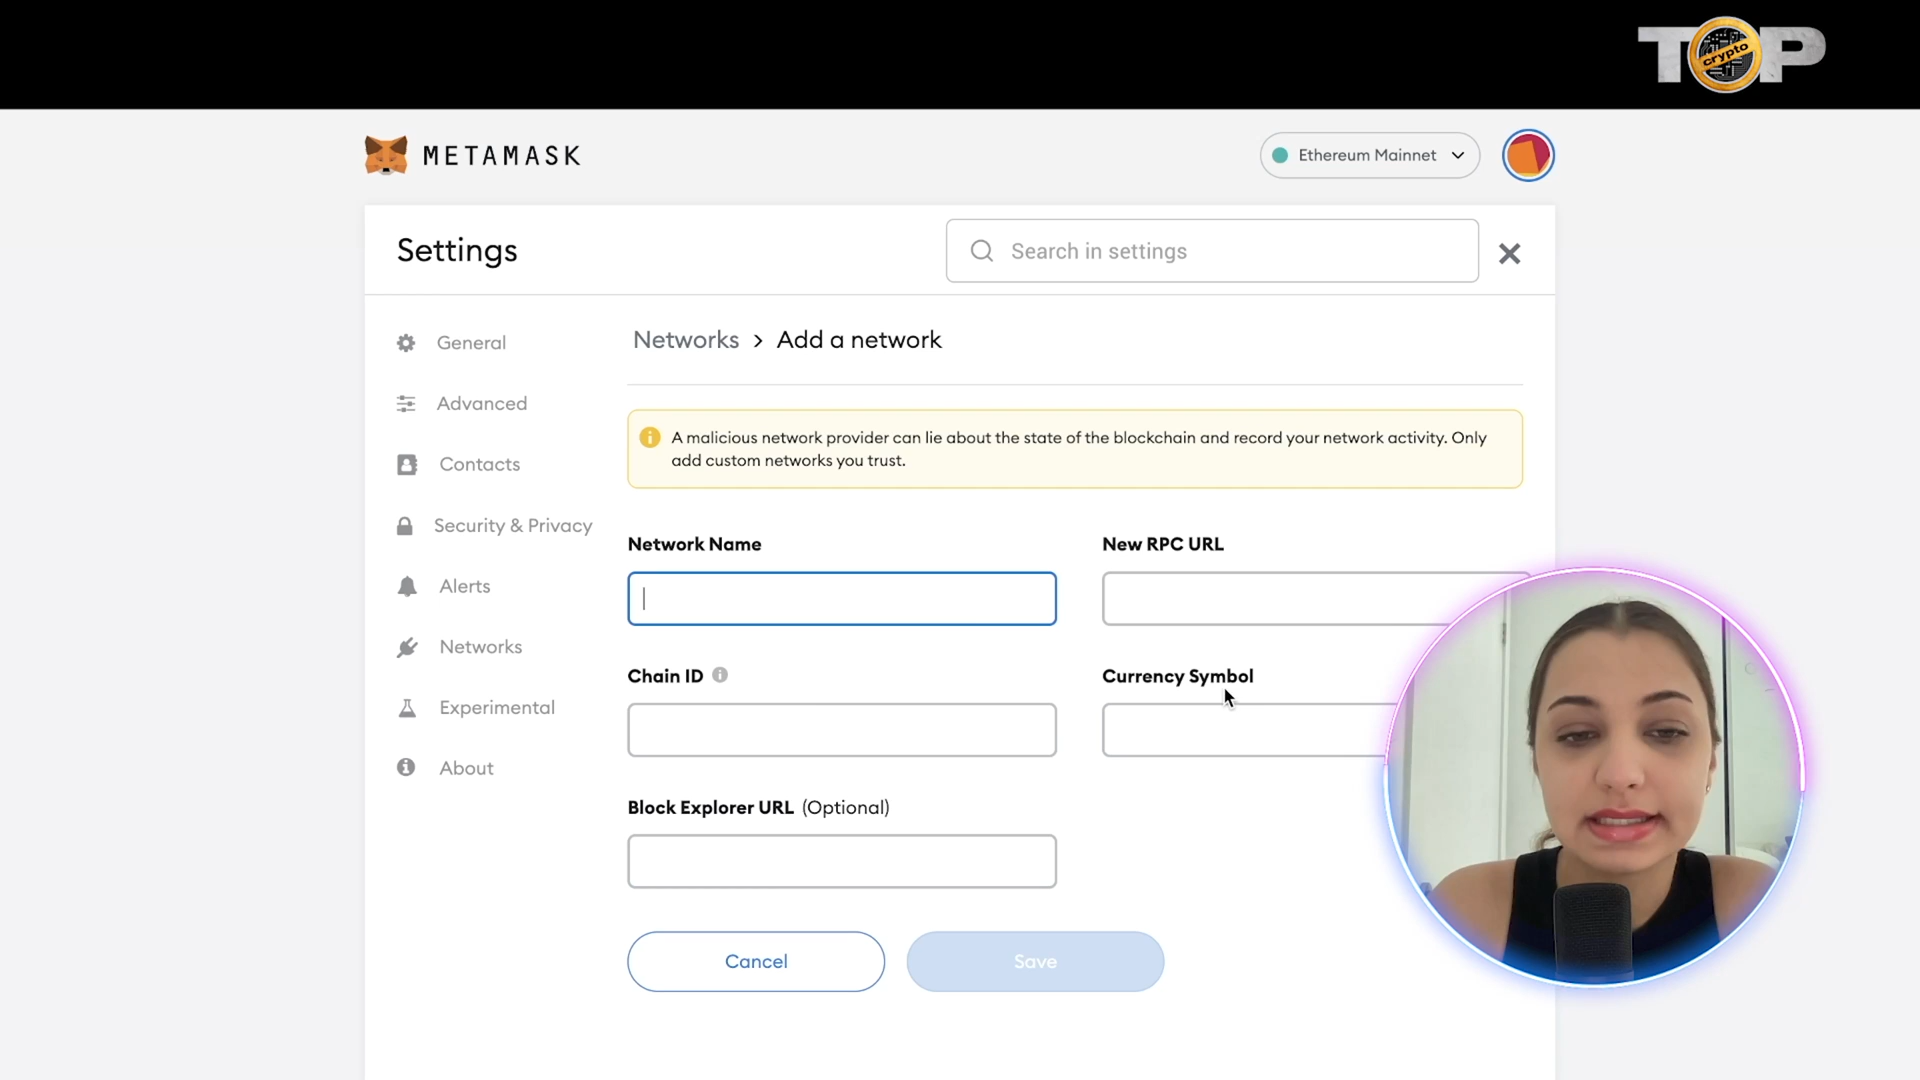 TOP
crypto
METAMASK
Ethereum Mainnet
Settings
Search in settings
General
Advanced
Contacts
Security & Privacy
Alerts
Networks
Experimental
About
Networks > Add a network
A malicious network provider can lie about the state of the blockchain and record your network activity. Only
add custom networks you trust.
Network Name
New RPC URL
Chain ID
Currency Symbol
Block Explorer URL (Optional)
Cancel
Save